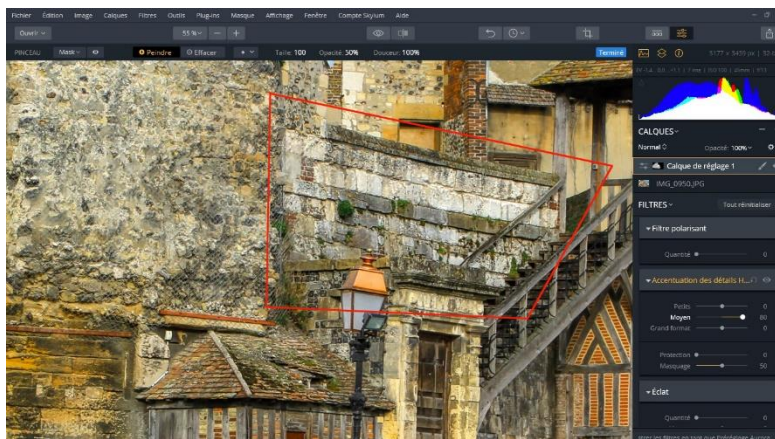 Fichier Édition Image Calques Filtres Outils Plug-ins Masque Affichage Fenêtre Compte Skylum Aide
Ouvrir
PINCEAU Mask Peindre Effacer Taille: 100 Opacité: 50% Douceur: 100% Terminé
CALQUES
Normal Opacité: 100%
Calque de réglage 1
IMG_0950.JPG
FILTRES Tout réinitialiser
Filtre polarisant
Quantité 0
Accentuation des détails H...
Petits 0
Moyen 80
Grand format 0
Protection 0
Masquage 50
Éclat
Quantité 0